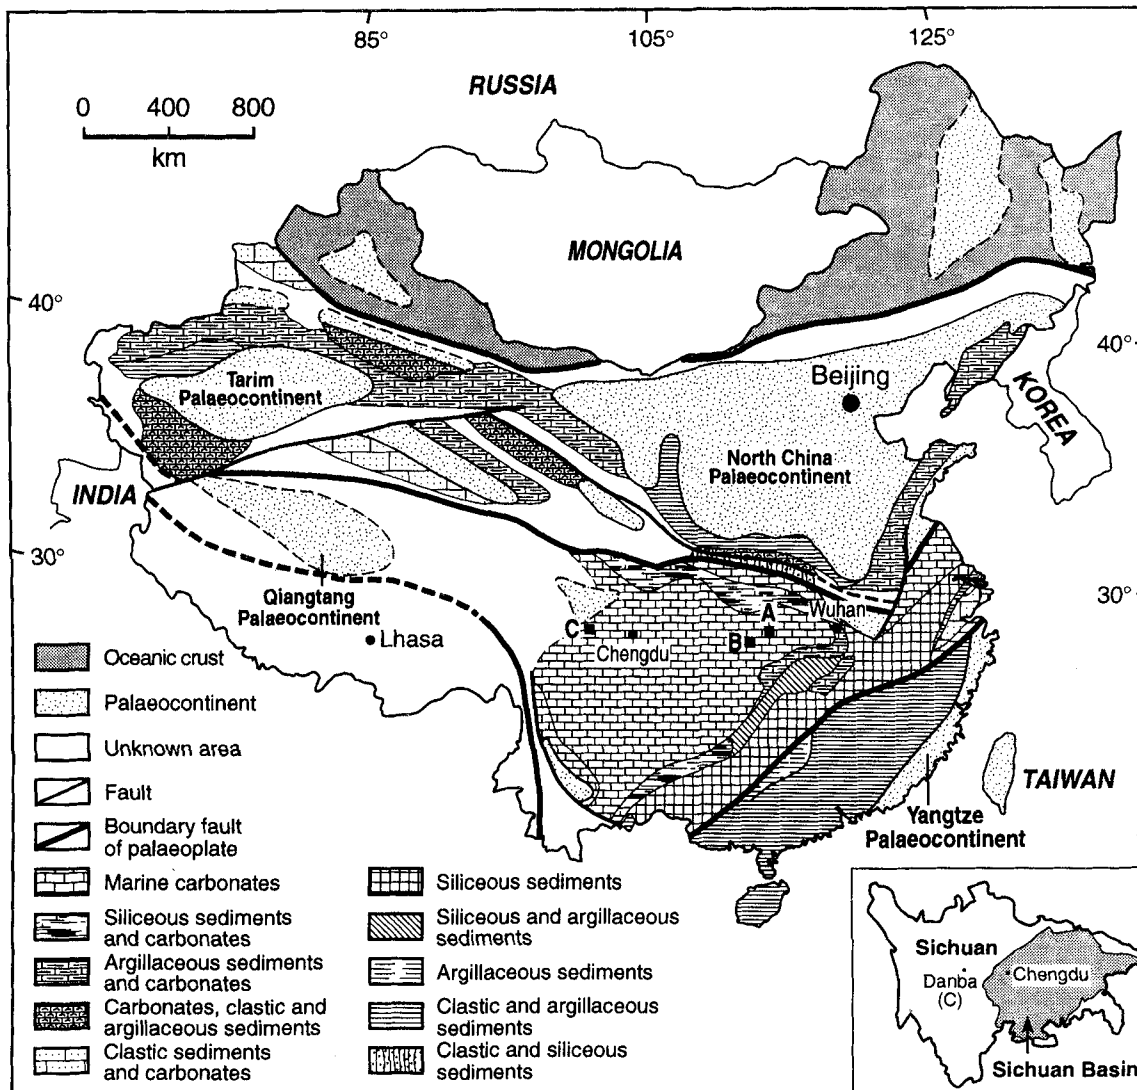 85°
105°
125°
RUSSIA
0 400 800
km
MONGOLIA
40°
40°
Tarim
Palaeocontinent
Beijing
KOREA
North China
Palaeocontinent
INDIA
30°
30°
Qiangtang
Palaeocontinent
Lhasa
A
Wuhan
B
C
Chengdu
TAIWAN
Yangtze
Palaeocontinent
Oceanic crust
Palaeocontinent
Unknown area
Fault
Boundary fault
of palaeoplate
Marine carbonates
Siliceous sediments
and carbonates
Argillaceous sediments
and carbonates
Carbonates, clastic and
argillaceous sediments
Clastic sediments
and carbonates
Siliceous sediments
Siliceous and argillaceous
sediments
Argillaceous sediments
Clastic and argillaceous
sediments
Clastic and siliceous
sediments
Sichuan
Danba
(C)
Chengdu
Sichuan Basin